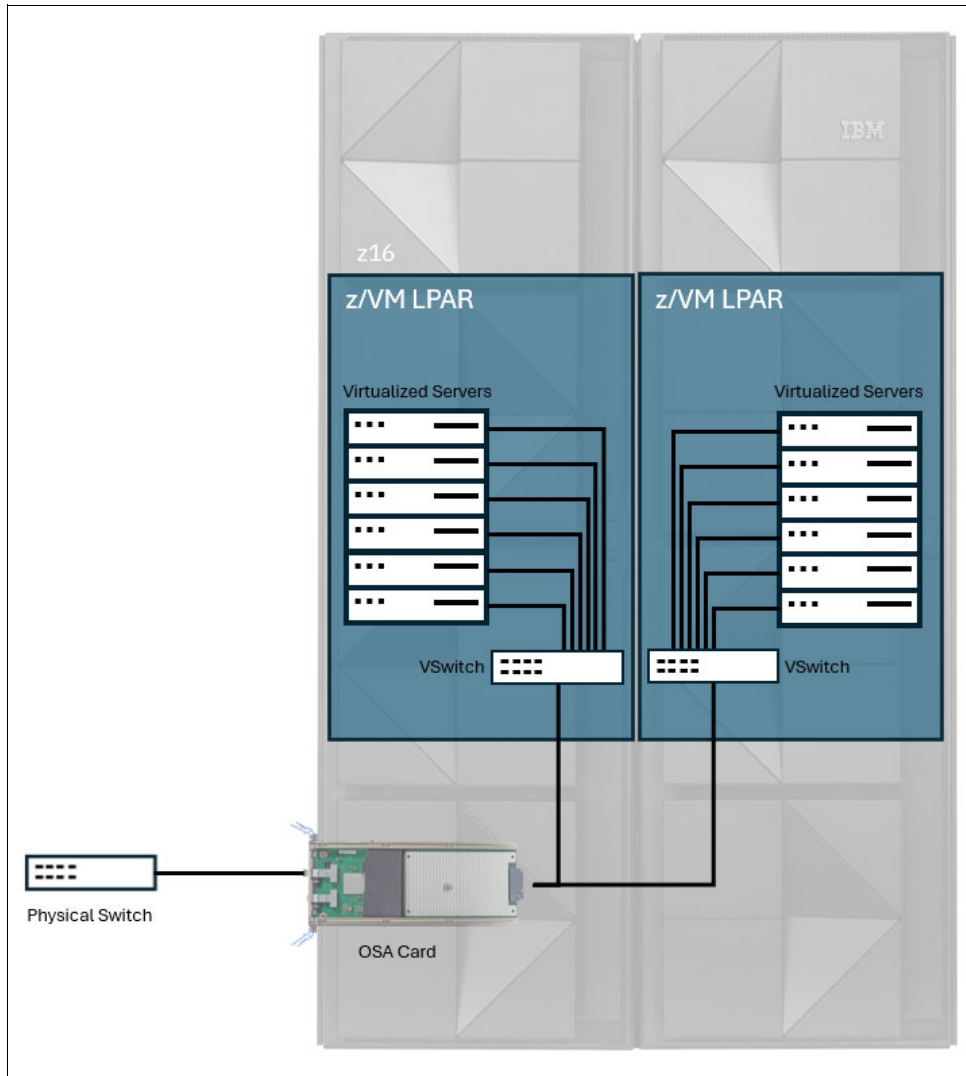 IBM
z16
z/VM LPAR
z/VM LPAR
Virtualized Servers
Virtualized Servers
VSwitch
VSwitch
Physical Switch
OSA Card